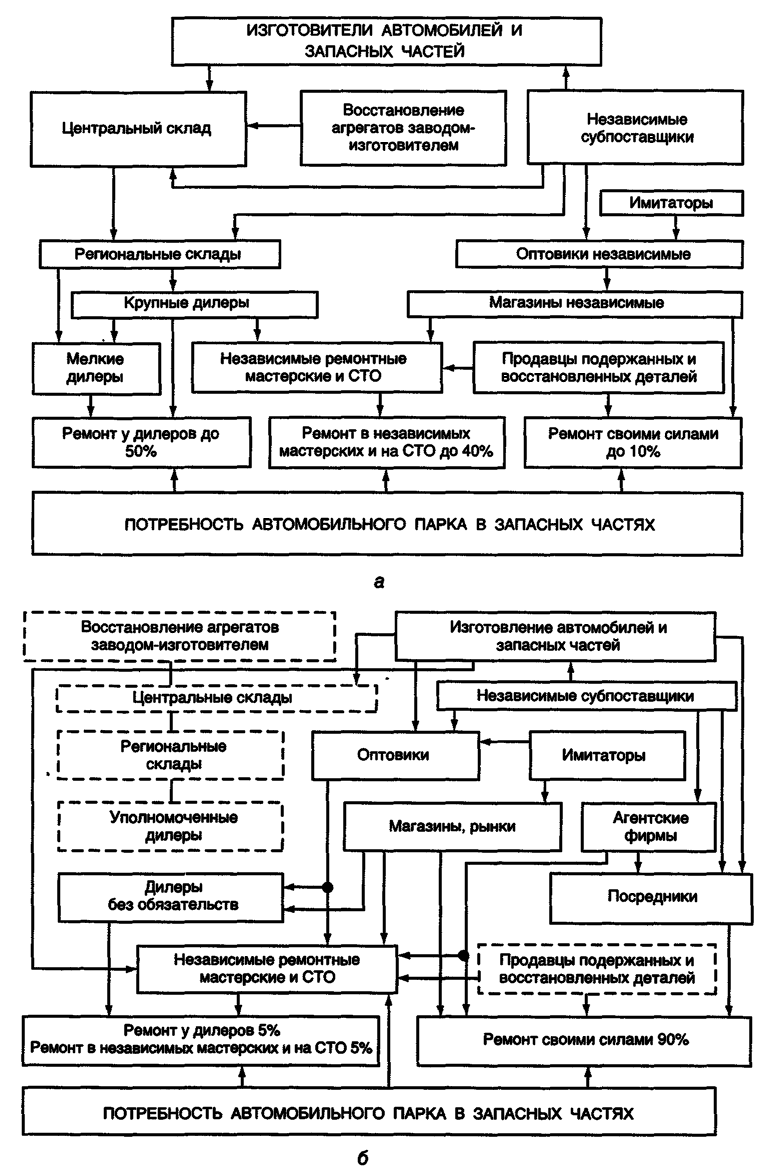 ИЗГОТОВИТЕЛИ АВТОМОБИЛЕЙ И
ЗАПАСНЫХ ЧАСТЕЙ
Центральный склад
Восстановление
агрегатов заводом-
изготовителем
Независимые
субпоставщики
Имитаторы
Региональные склады
Оптовики независимые
Крупные дилеры
Магазины независимые
Мелкие
дилеры
Независимые ремонтные
мастерские и СТО
Продавцы подержанных и
восстановленных деталей
Ремонт у дилеров до
50%
Ремонт в независимых
мастерских и на СТО до 40%
Ремонт своими силами
до 10%
ПОТРЕБНОСТЬ АВТОМОБИЛЬНОГО ПАРКА В ЗАПАСНЫХ ЧАСТЯХ
а
Восстановление агрегатов
заводом-изготовителем
Изготовление автомобилей и
запасных частей
Центральные склады
Независимые субпоставщики
Региональные
склады
Оптовики
Имитаторы
Уполномоченные
дилеры
Магазины, рынки
Агентские
фирмы
Дилеры
без обязательств
Посредники
Независимые ремонтные
мастерские и СТО
Продавцы подержанных и
восстановленных деталей
Ремонт у дилеров 5%
Ремонт в независимых мастерских и на СТО 5%
Ремонт своими силами 90%
ПОТРЕБНОСТЬ АВТОМОБИЛЬНОГО ПАРКА В ЗАПАСНЫХ ЧАСТЯХ
б